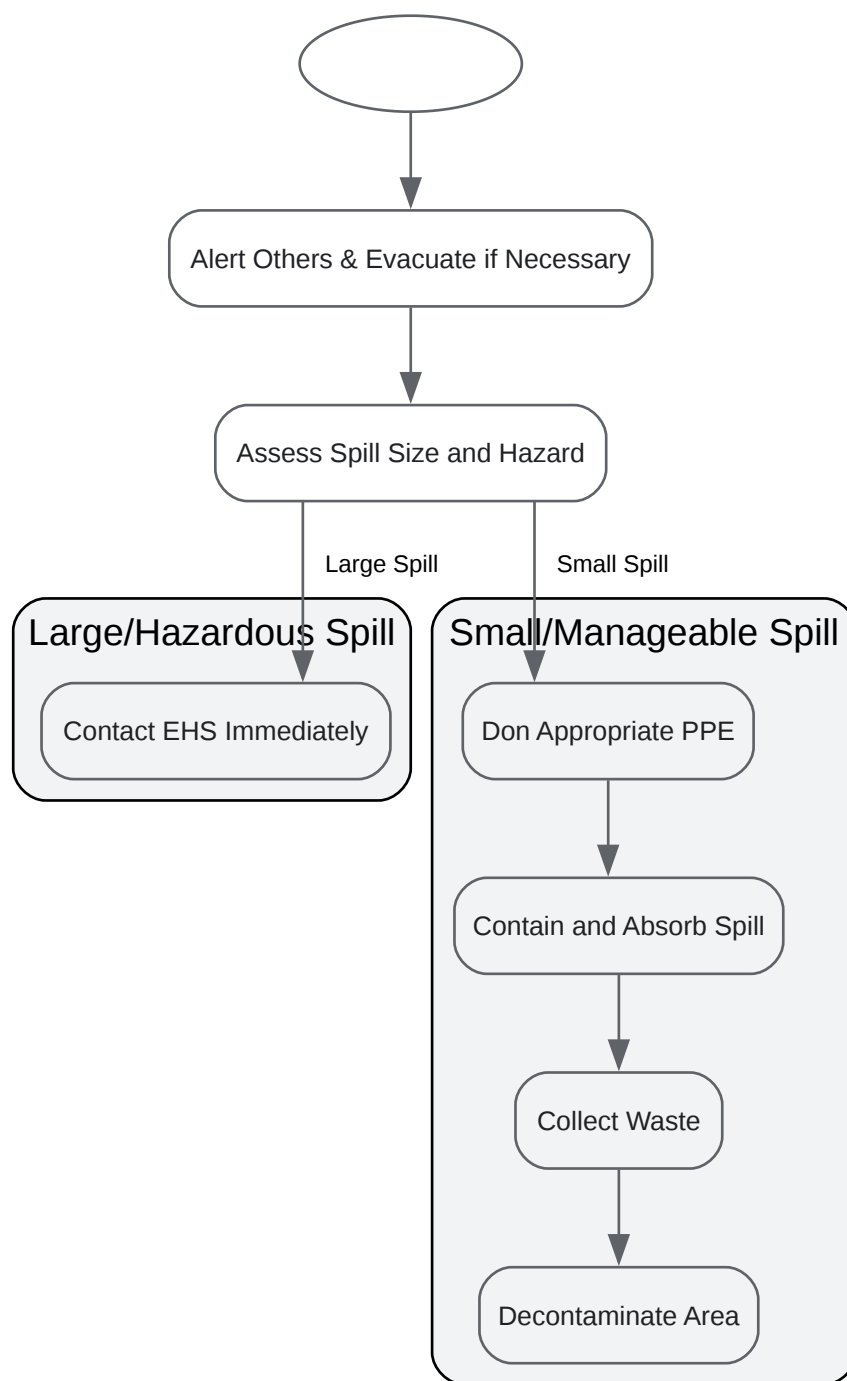 Alert Others & Evacuate if Necessary
Assess Spill Size and Hazard
Large Spill
Small Spill
Large/Hazardous Spill
Small/Manageable Spill
Contact EHS Immediately
Don Appropriate PPE
Contain and Absorb Spill
Collect Waste
Decontaminate Area